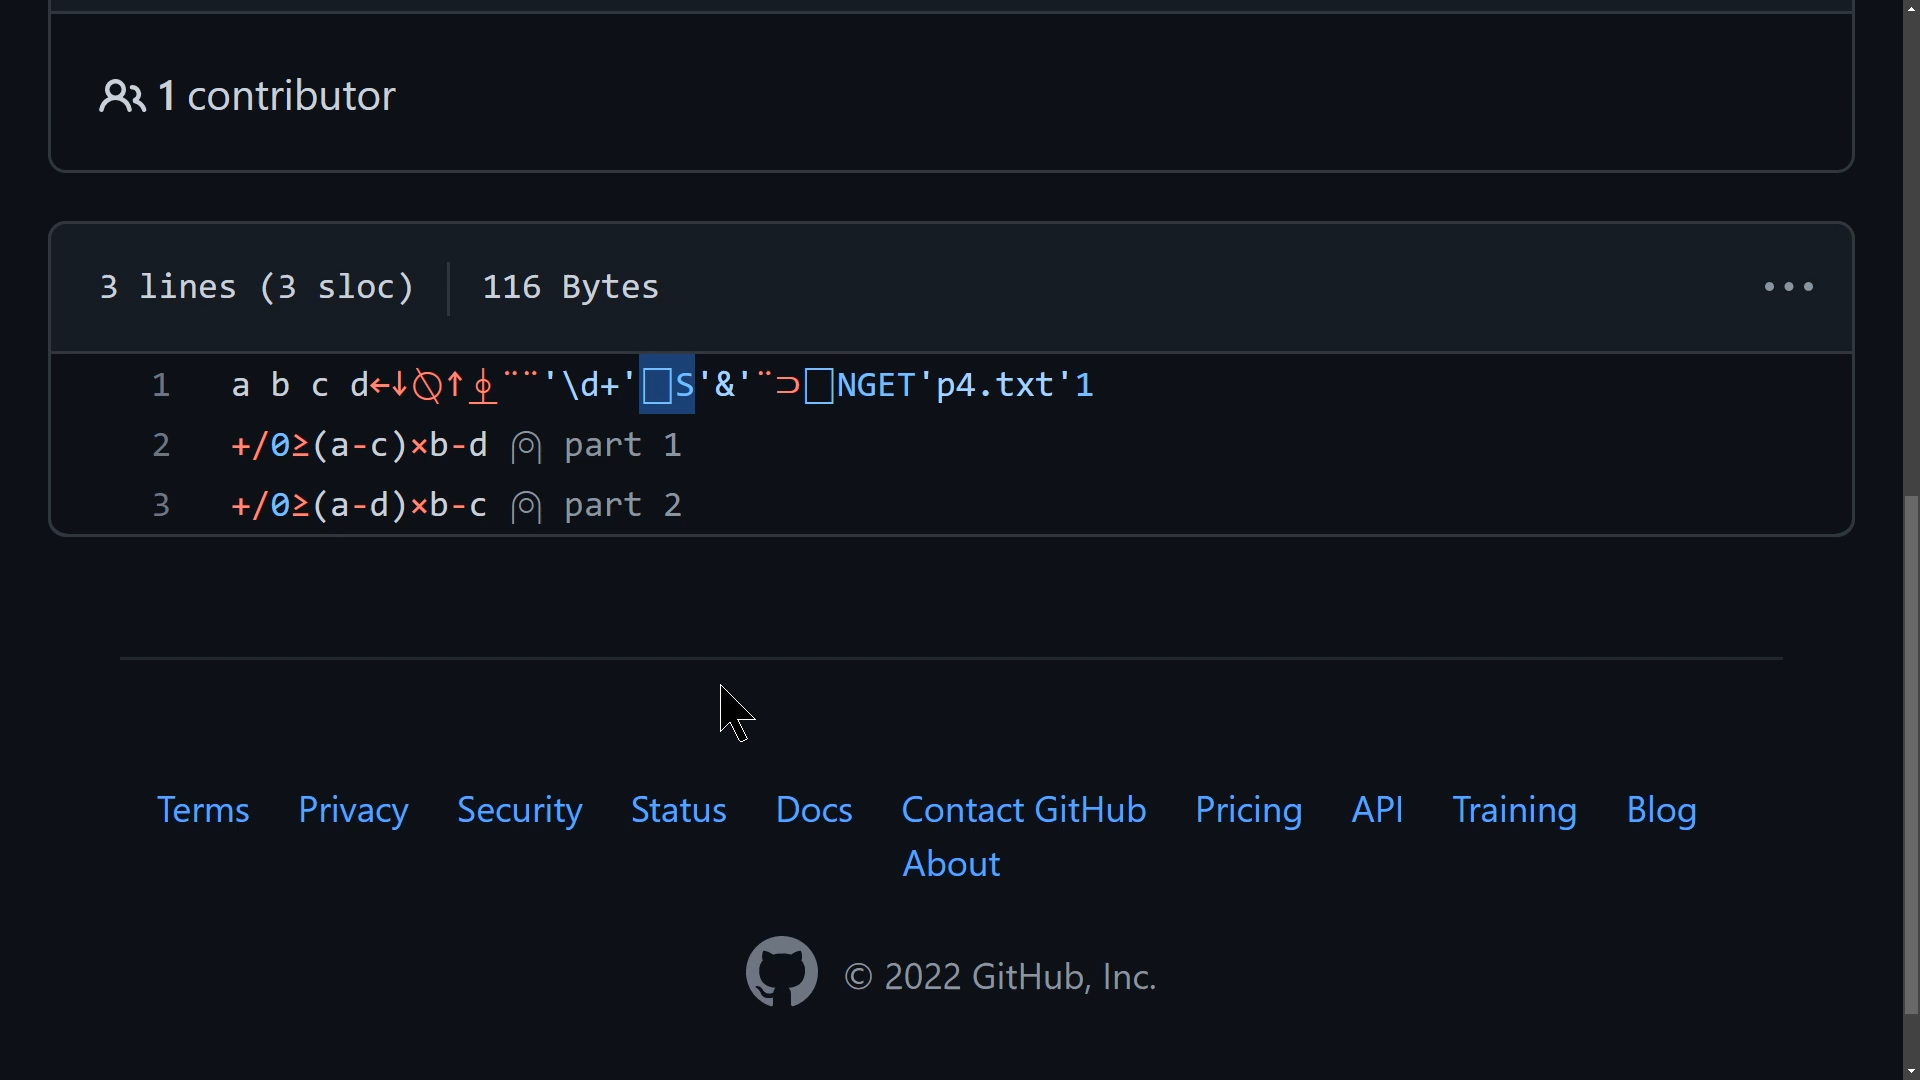 1 contributor
3 lines (3 sloc) 116 Bytes
1 a b c d←↓⍉↑⍎¨¨'\d+'⎕S'&'¨⊃⎕NGET'p4.txt'1
2 +/0≥(a-c)×b-d ⍝ part 1
3 +/0≥(a-d)×b-c ⍝ part 2
Terms Privacy Security Status Docs Contact GitHub Pricing API Training Blog
About
© 2022 GitHub, Inc.